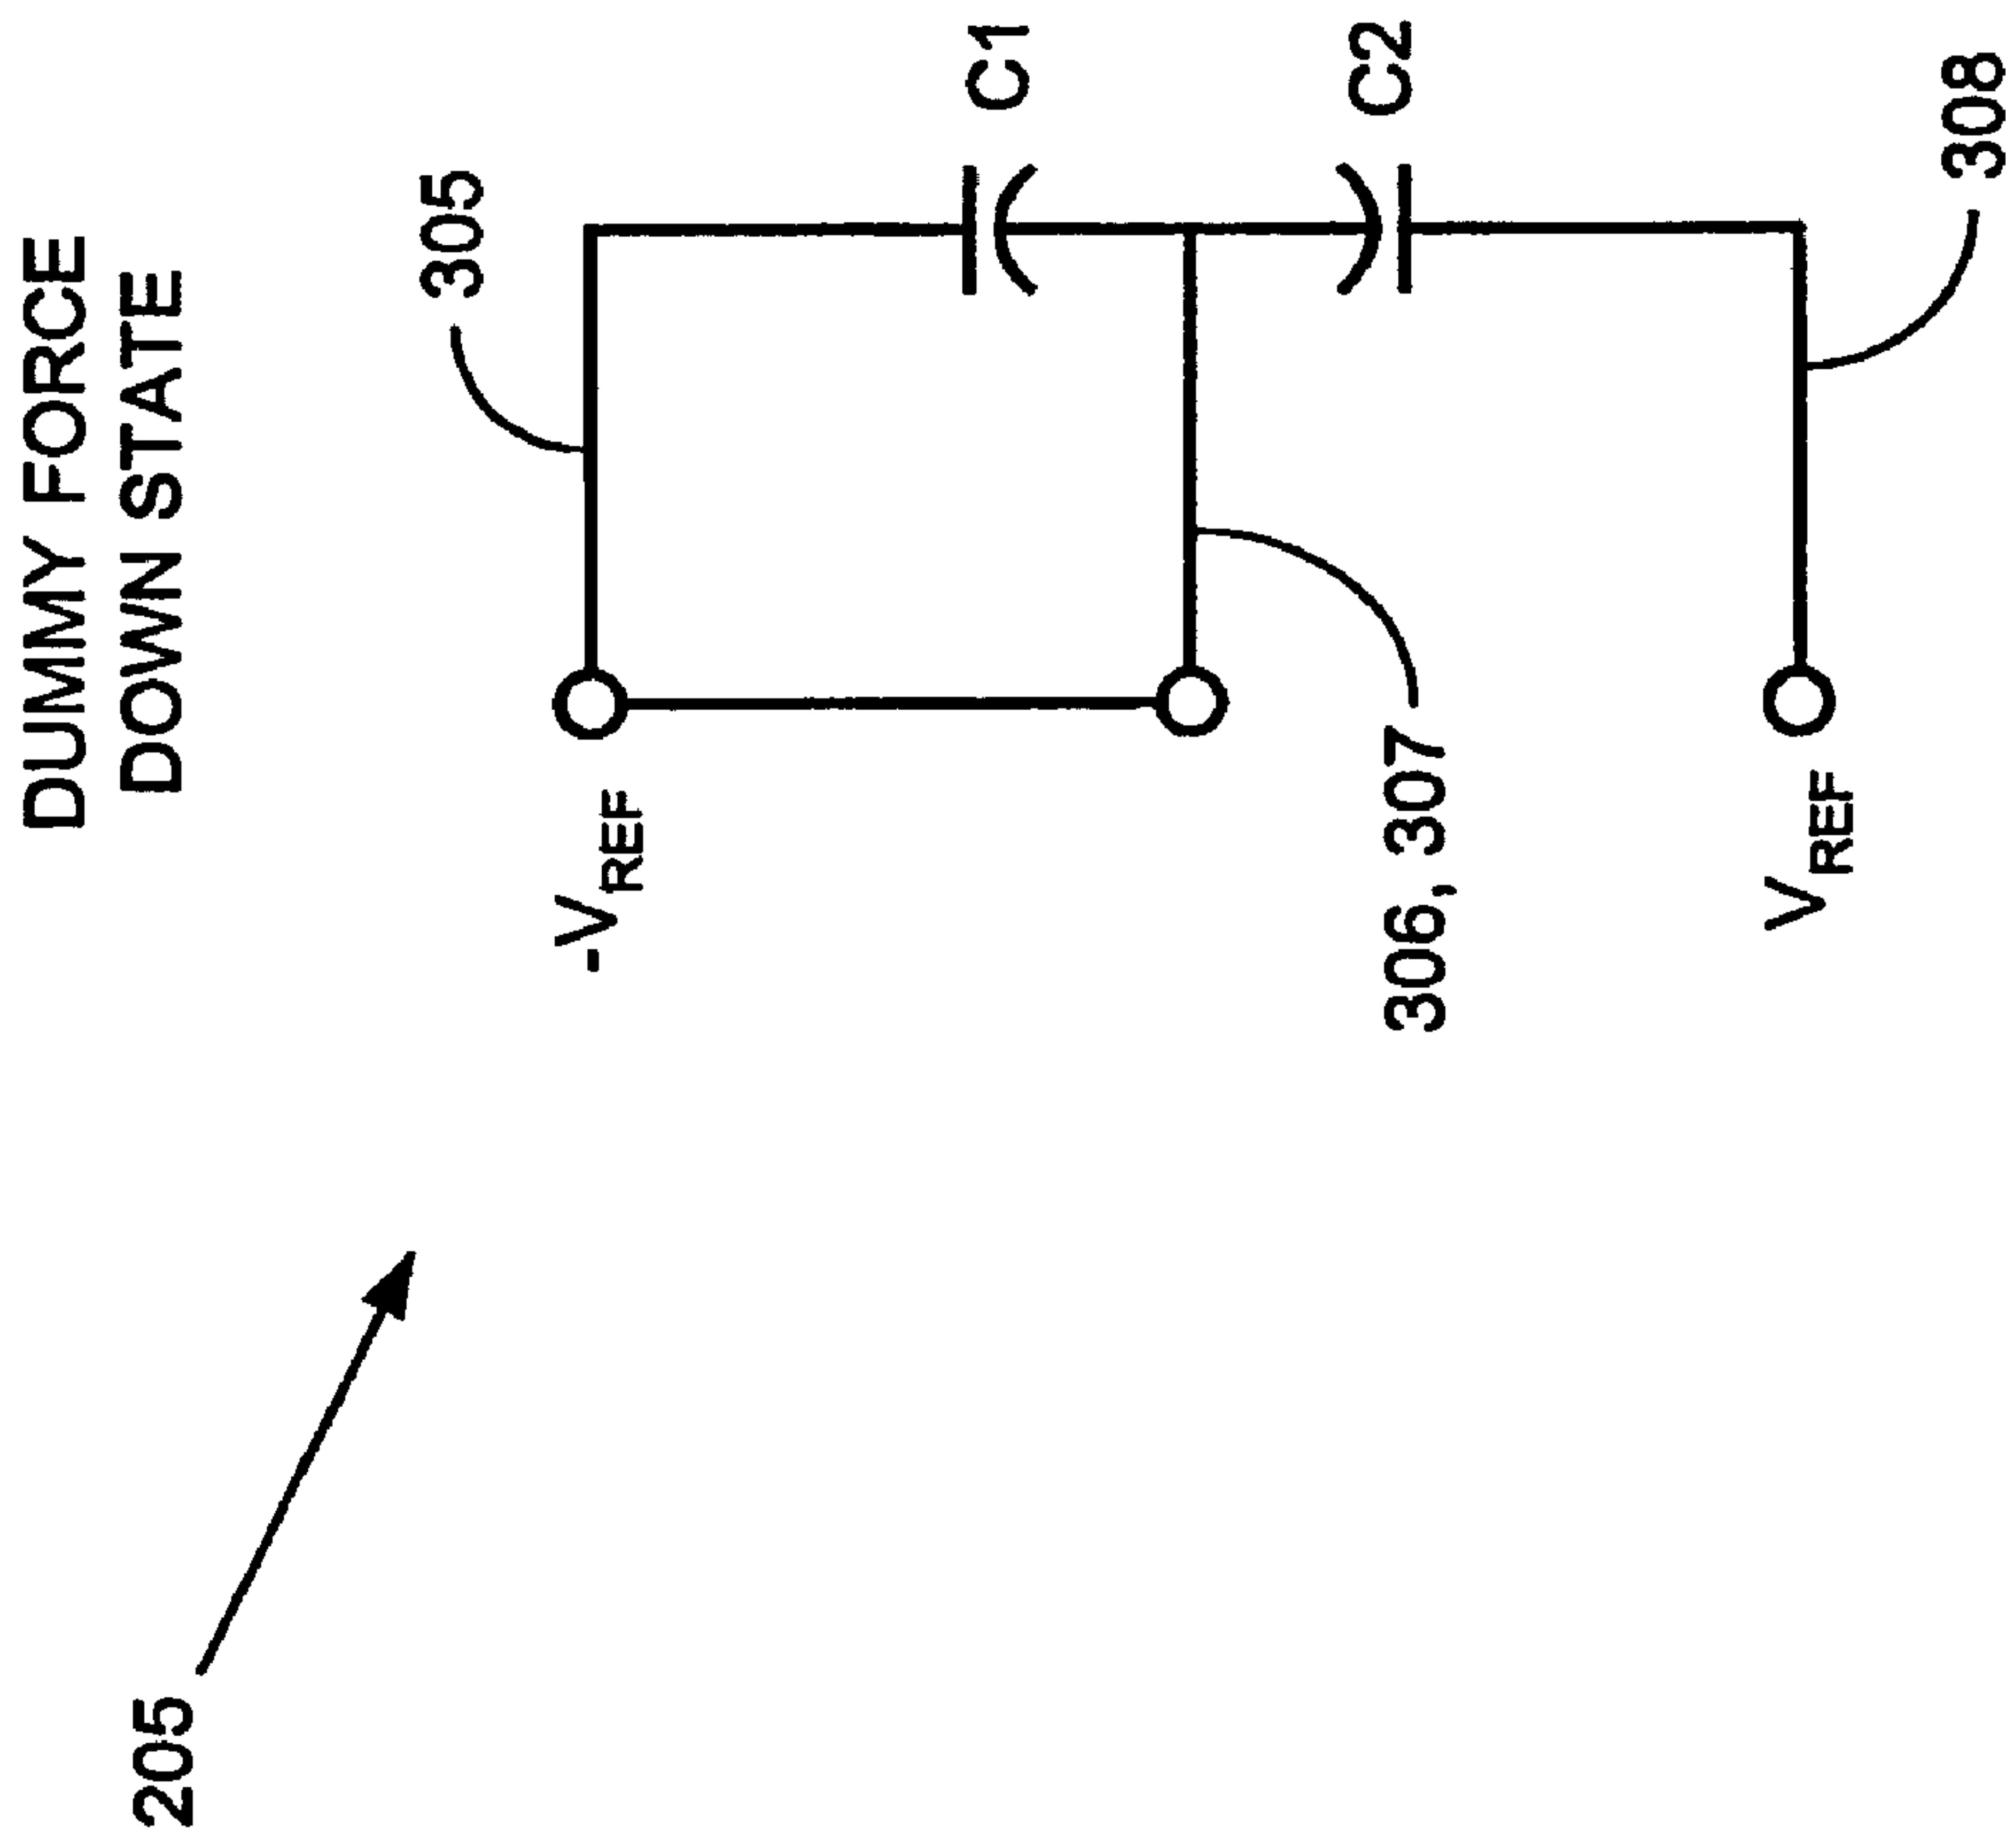 DUMMY FORCE
DOWN STATE
205
305
-VREF
C1
306, 307
C2
VREF
308